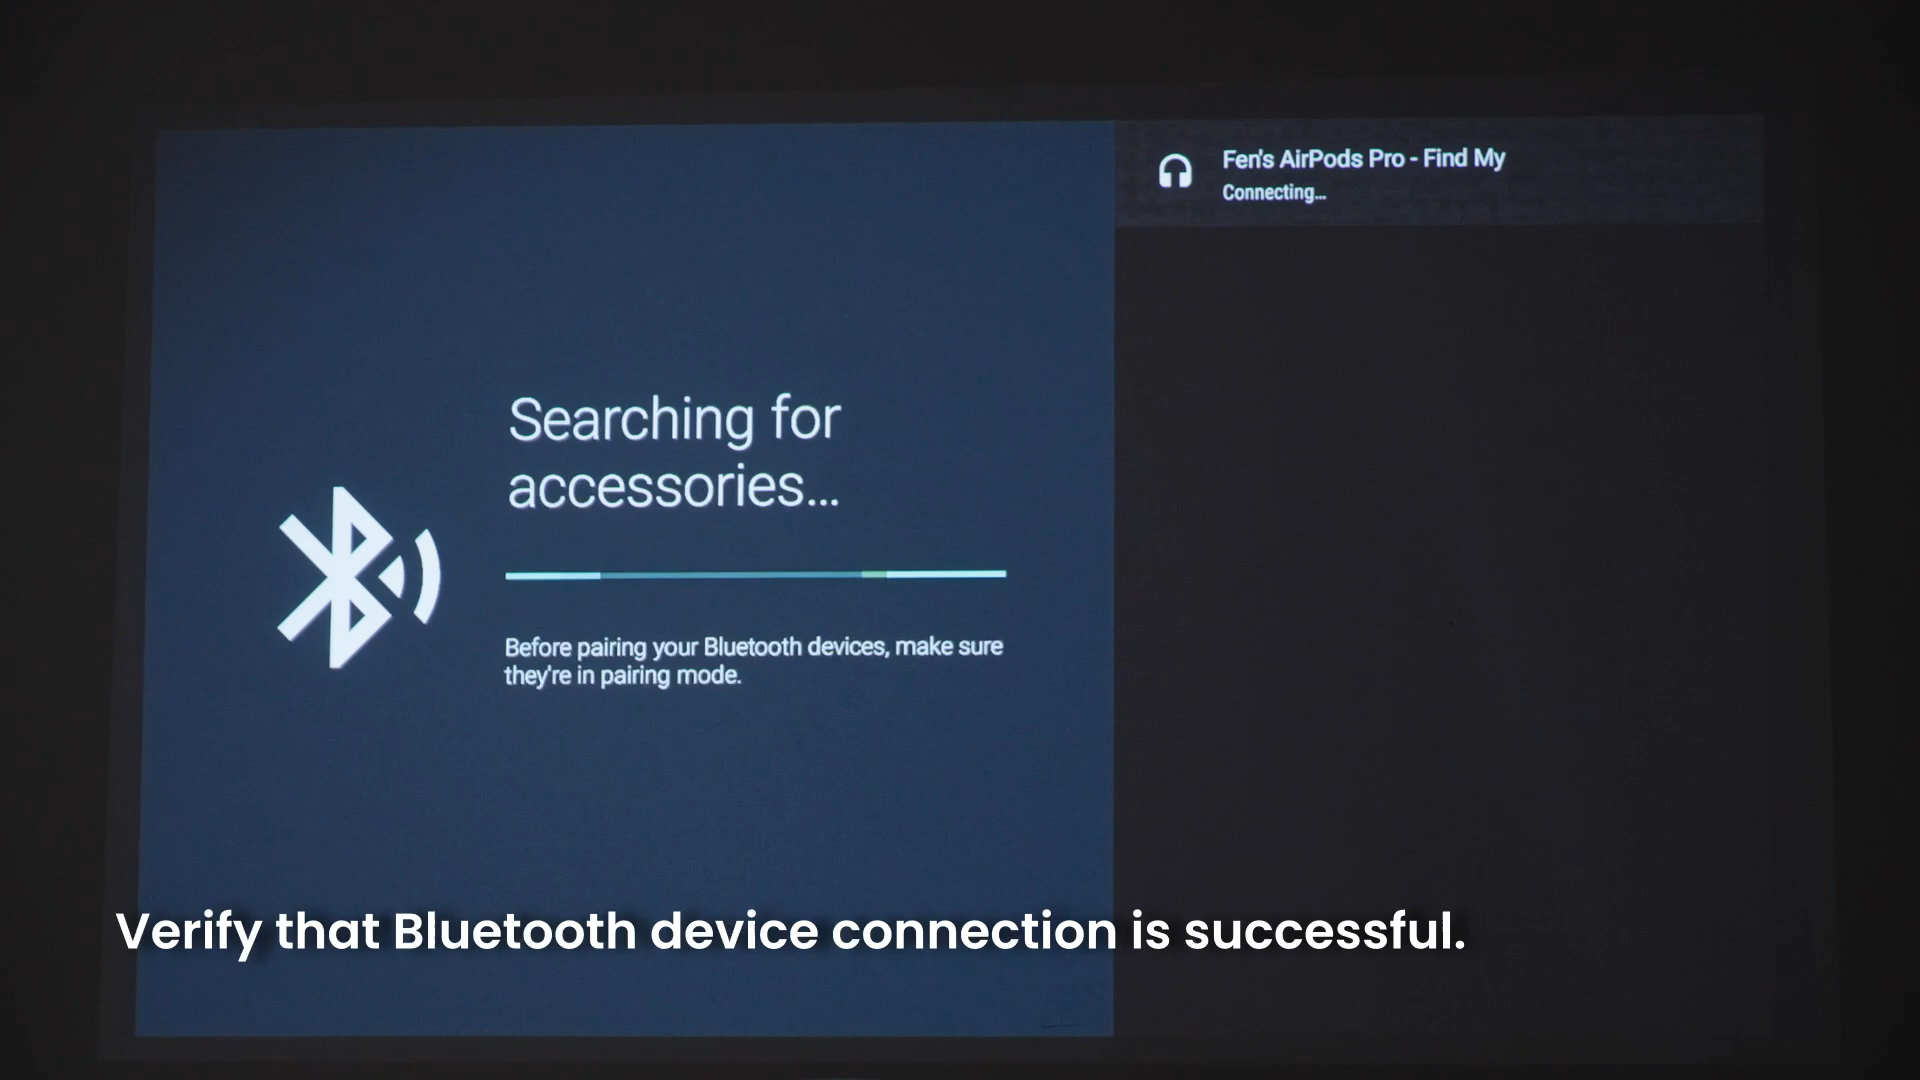 Fen's AirPods Pro - Find My
Connecting...
Searching for
accessories...
Before pairing your Bluetooth devices, make sure
they're in pairing mode.
Verify that Bluetooth device connection is successful.